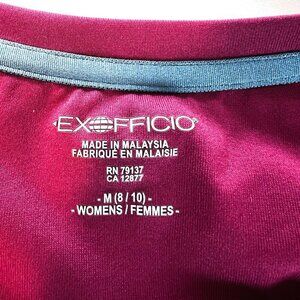 EXOFFICIO
MADE IN MALAYSIA
FABRIQUÉ EN MALAISIE
RN 79137
CA 12877
- M (8 / 10) -
- WOMENS / FEMMES -